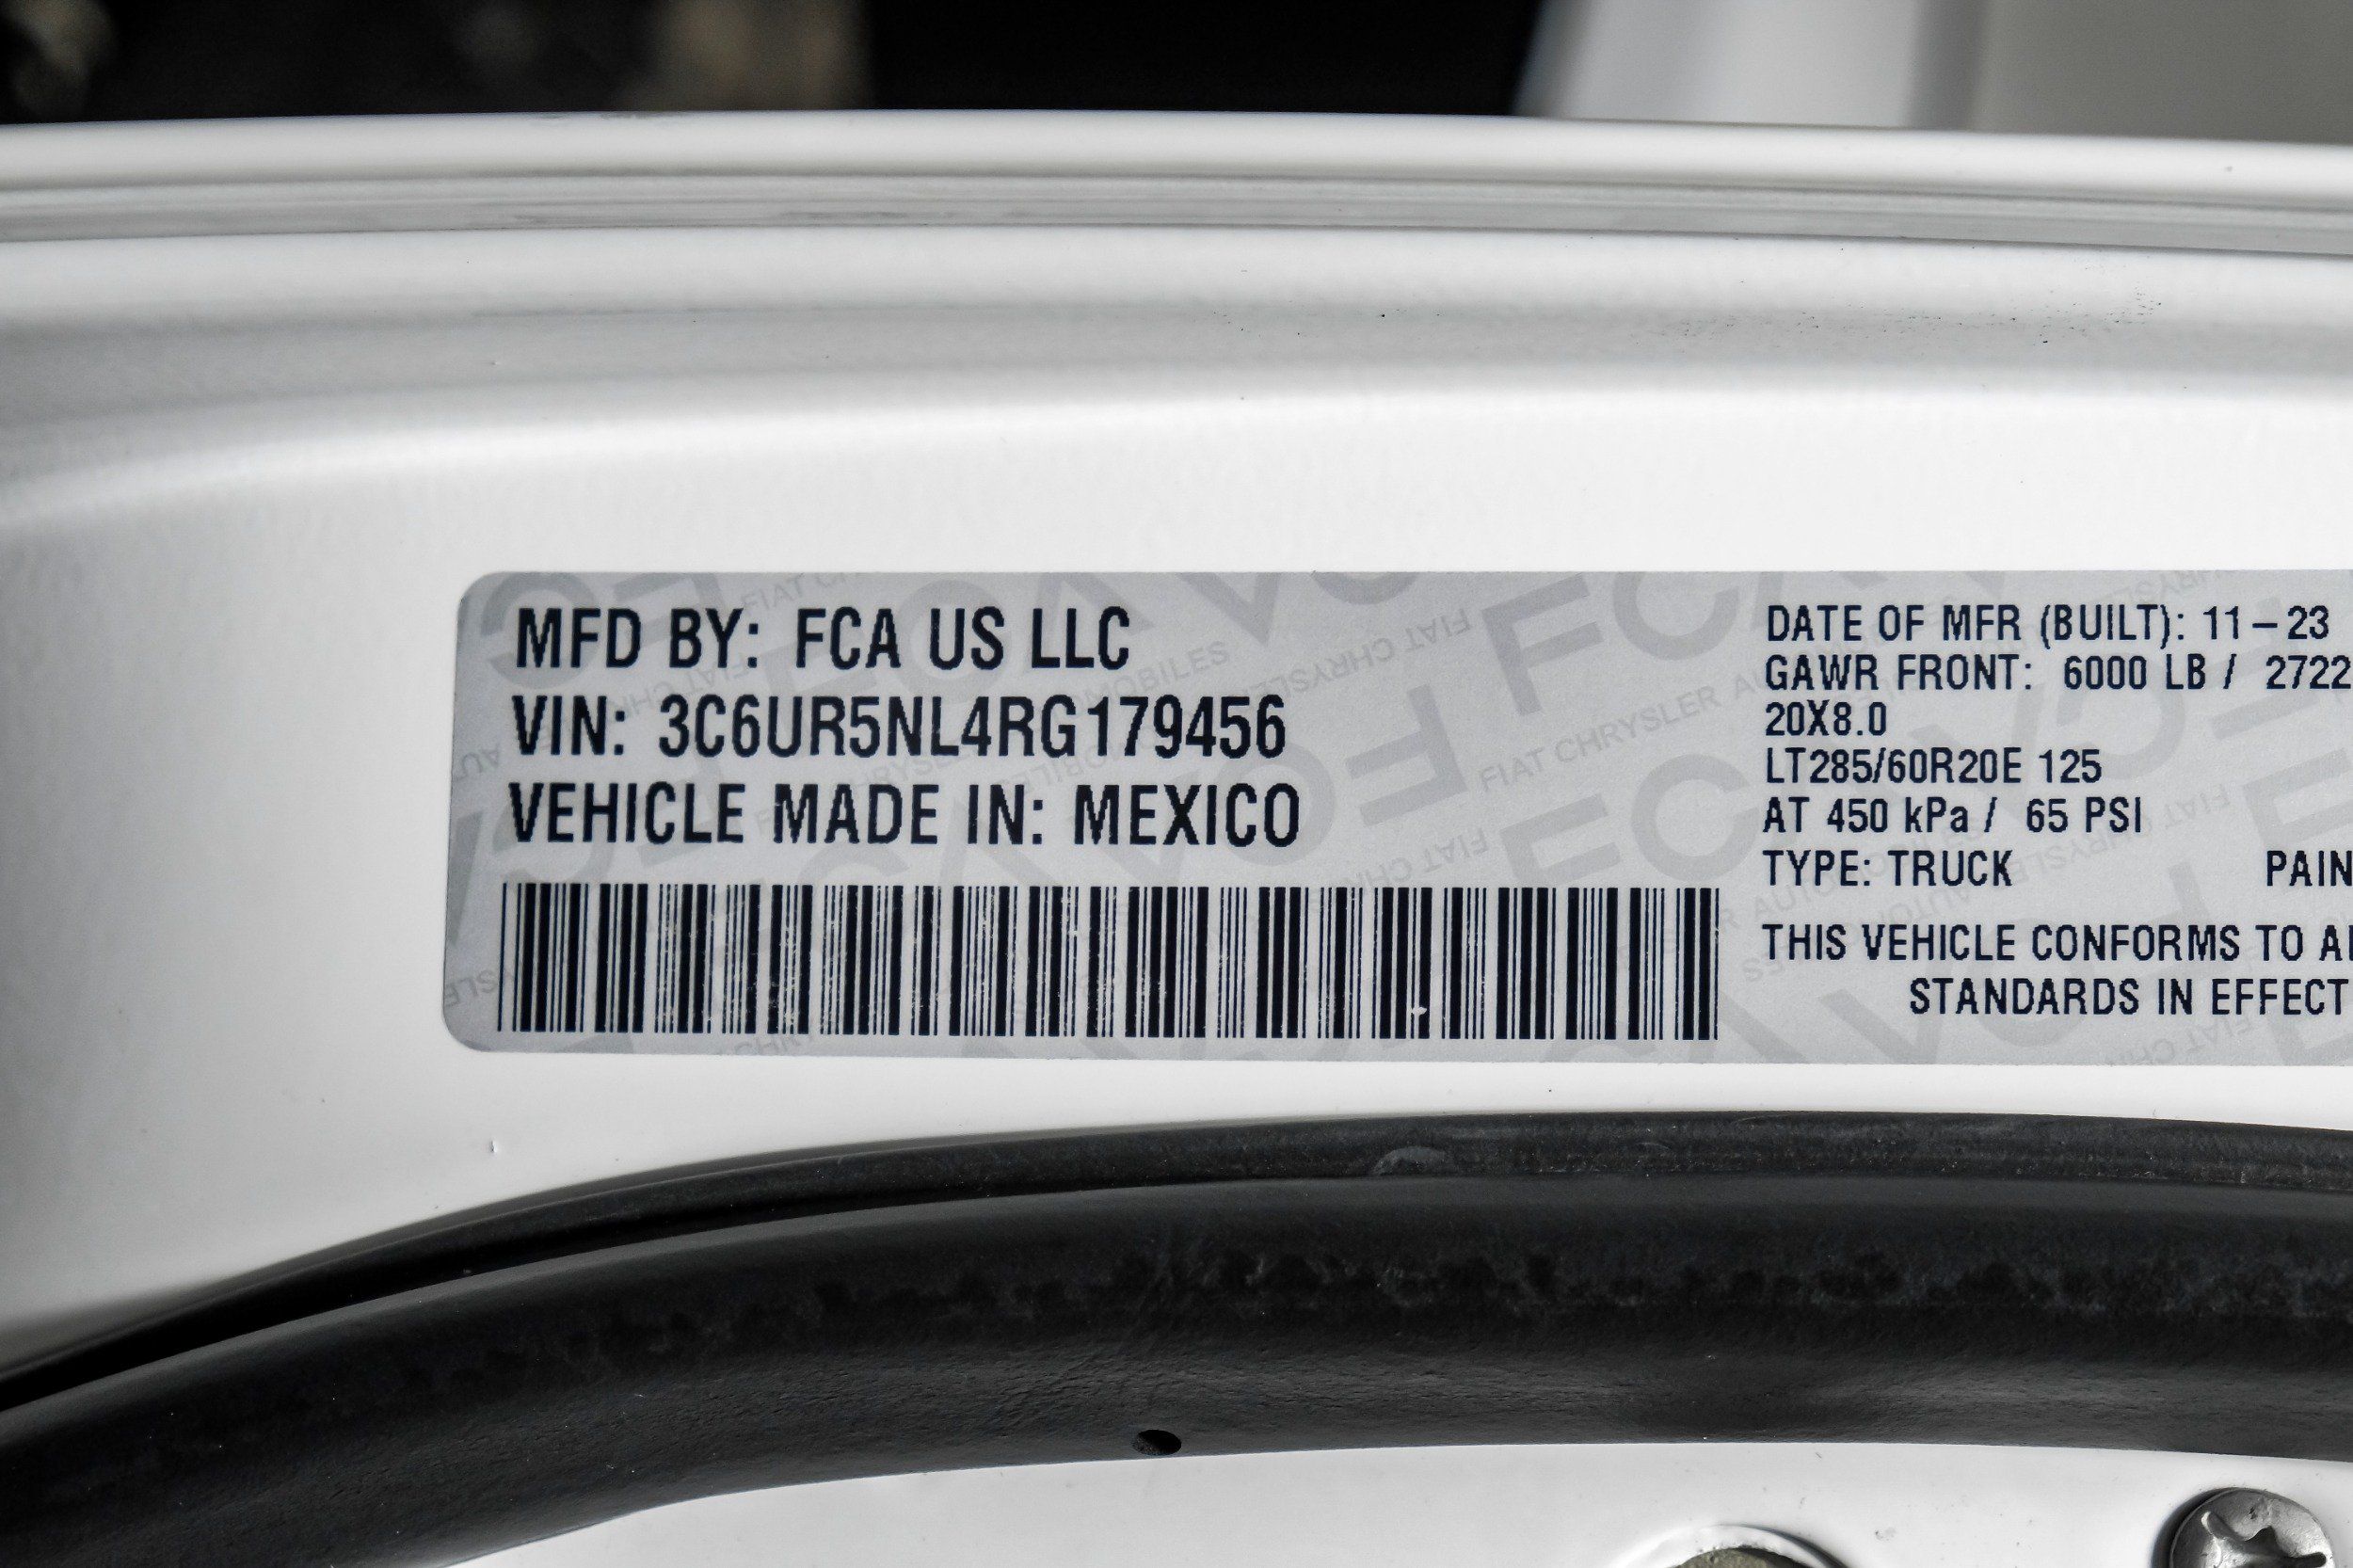 MFD BY: FCA US LLC
VIN: 3C6UR5NL4RG179456
VEHICLE MADE IN: MEXICO
DATE OF MFR (BUILT): 11-23
GAWR FRONT: 6000 LB / 2722
20X8.0
LT285/60R20E 125
AT 450 kPa / 65 PSI
TYPE: TRUCK PAIN
THIS VEHICLE CONFORMS TO
STANDARDS IN EFFECT